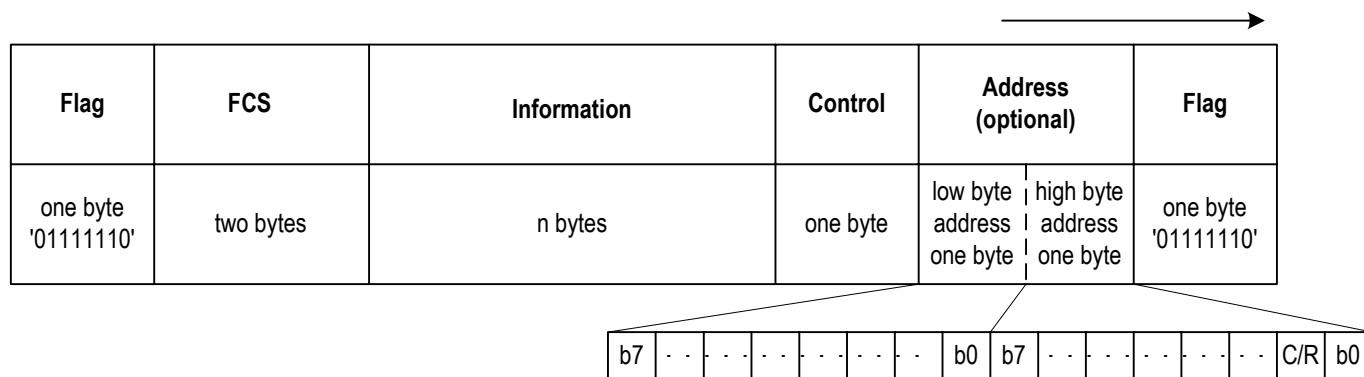 Flag FCS Information Control Address (optional) Flag
one byte '01111110'
two bytes
n bytes
one byte
low byte address one byte
high byte address one byte
one byte '01111110'
b7 b0 b7 C/R b0